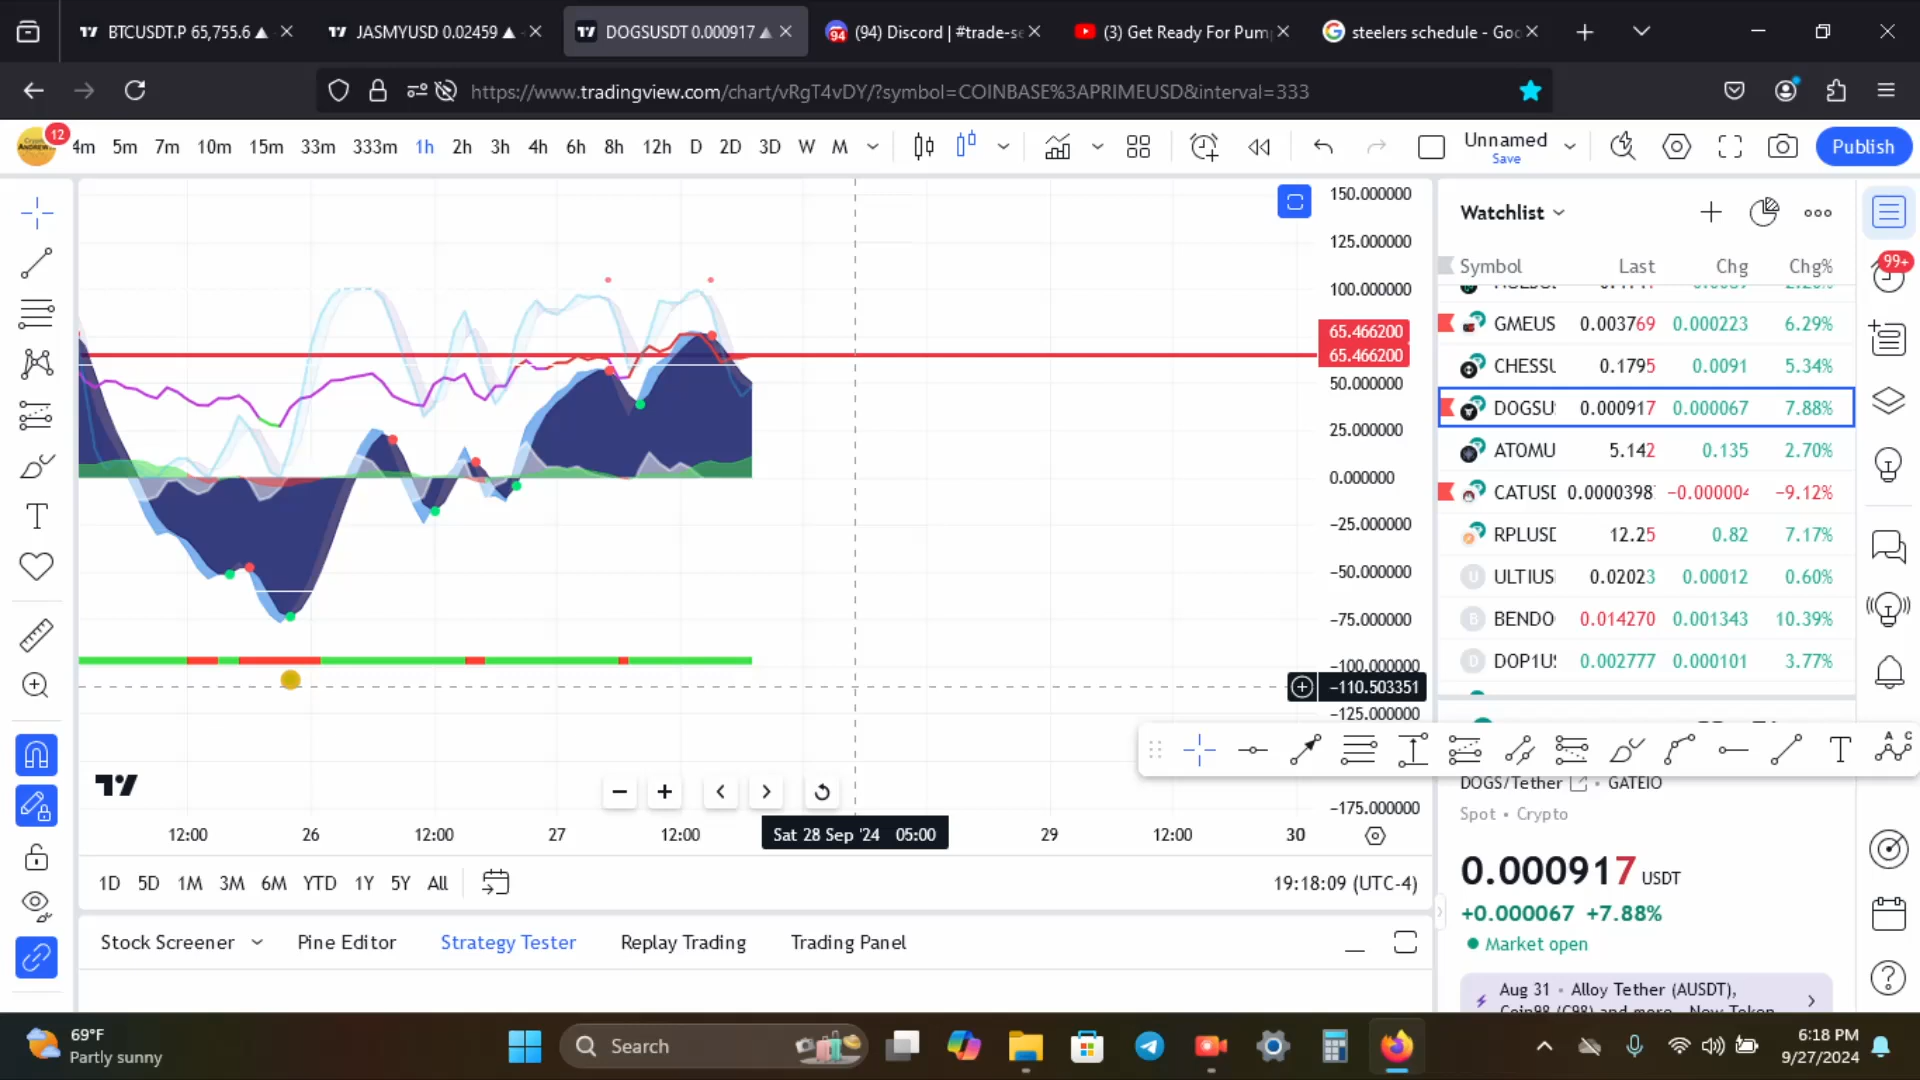 BTCUSDT.P 65,755.6 ▲
JASMYUSD 0.02459 ▲
DOGSUSDT 0.000917 ▲
(94) Discord | #trade-se
(3) Get Ready For Pump
steelers schedule - Goo
https://www.tradingview.com/chart/vRgT4vDY/?symbol=COINBASE%3APRIMEUSD&interval=333
12
4m 5m 7m 10m 15m 33m 333m 1h 2h 3h 4h 6h 8h 12h D 2D 3D W M
Unnamed
Save
Publish
150.000000
125.000000
100.000000
65.466200
65.466200
50.000000
25.000000
0.000000
−25.000000
−50.000000
−75.000000
−100.000000
−110.503351
−125.000000
−175.000000
12:00 26 12:00 27 12:00 Sat 28 Sep '24 05:00 29 12:00 30
1D 5D 1M 3M 6M YTD 1Y 5Y All
19:18:09 (UTC-4)
Stock Screener Pine Editor Strategy Tester Replay Trading Trading Panel
Watchlist
99+
Symbol Last Chg Chg%
GMEUS 0.003769 0.000223 6.29%
CHESSU 0.1795 0.0091 5.34%
DOGSU 0.000917 0.000067 7.88%
ATOMU 5.142 0.135 2.70%
CATUSD 0.0000398 −0.000004 −9.12%
RPLUSD 12.25 0.82 7.17%
ULTIUS 0.02023 0.00012 0.60%
BENDO 0.014270 0.001343 10.39%
DOP1U 0.002777 0.000101 3.77%
T
DOGS/Tether • GATEIO
Spot • Crypto
0.000917 USDT
+0.000067 +7.88%
Market open
Aug 31 • Alloy Tether (AUSDT),
69°F
Partly sunny
Search
6:18 PM
9/27/2024